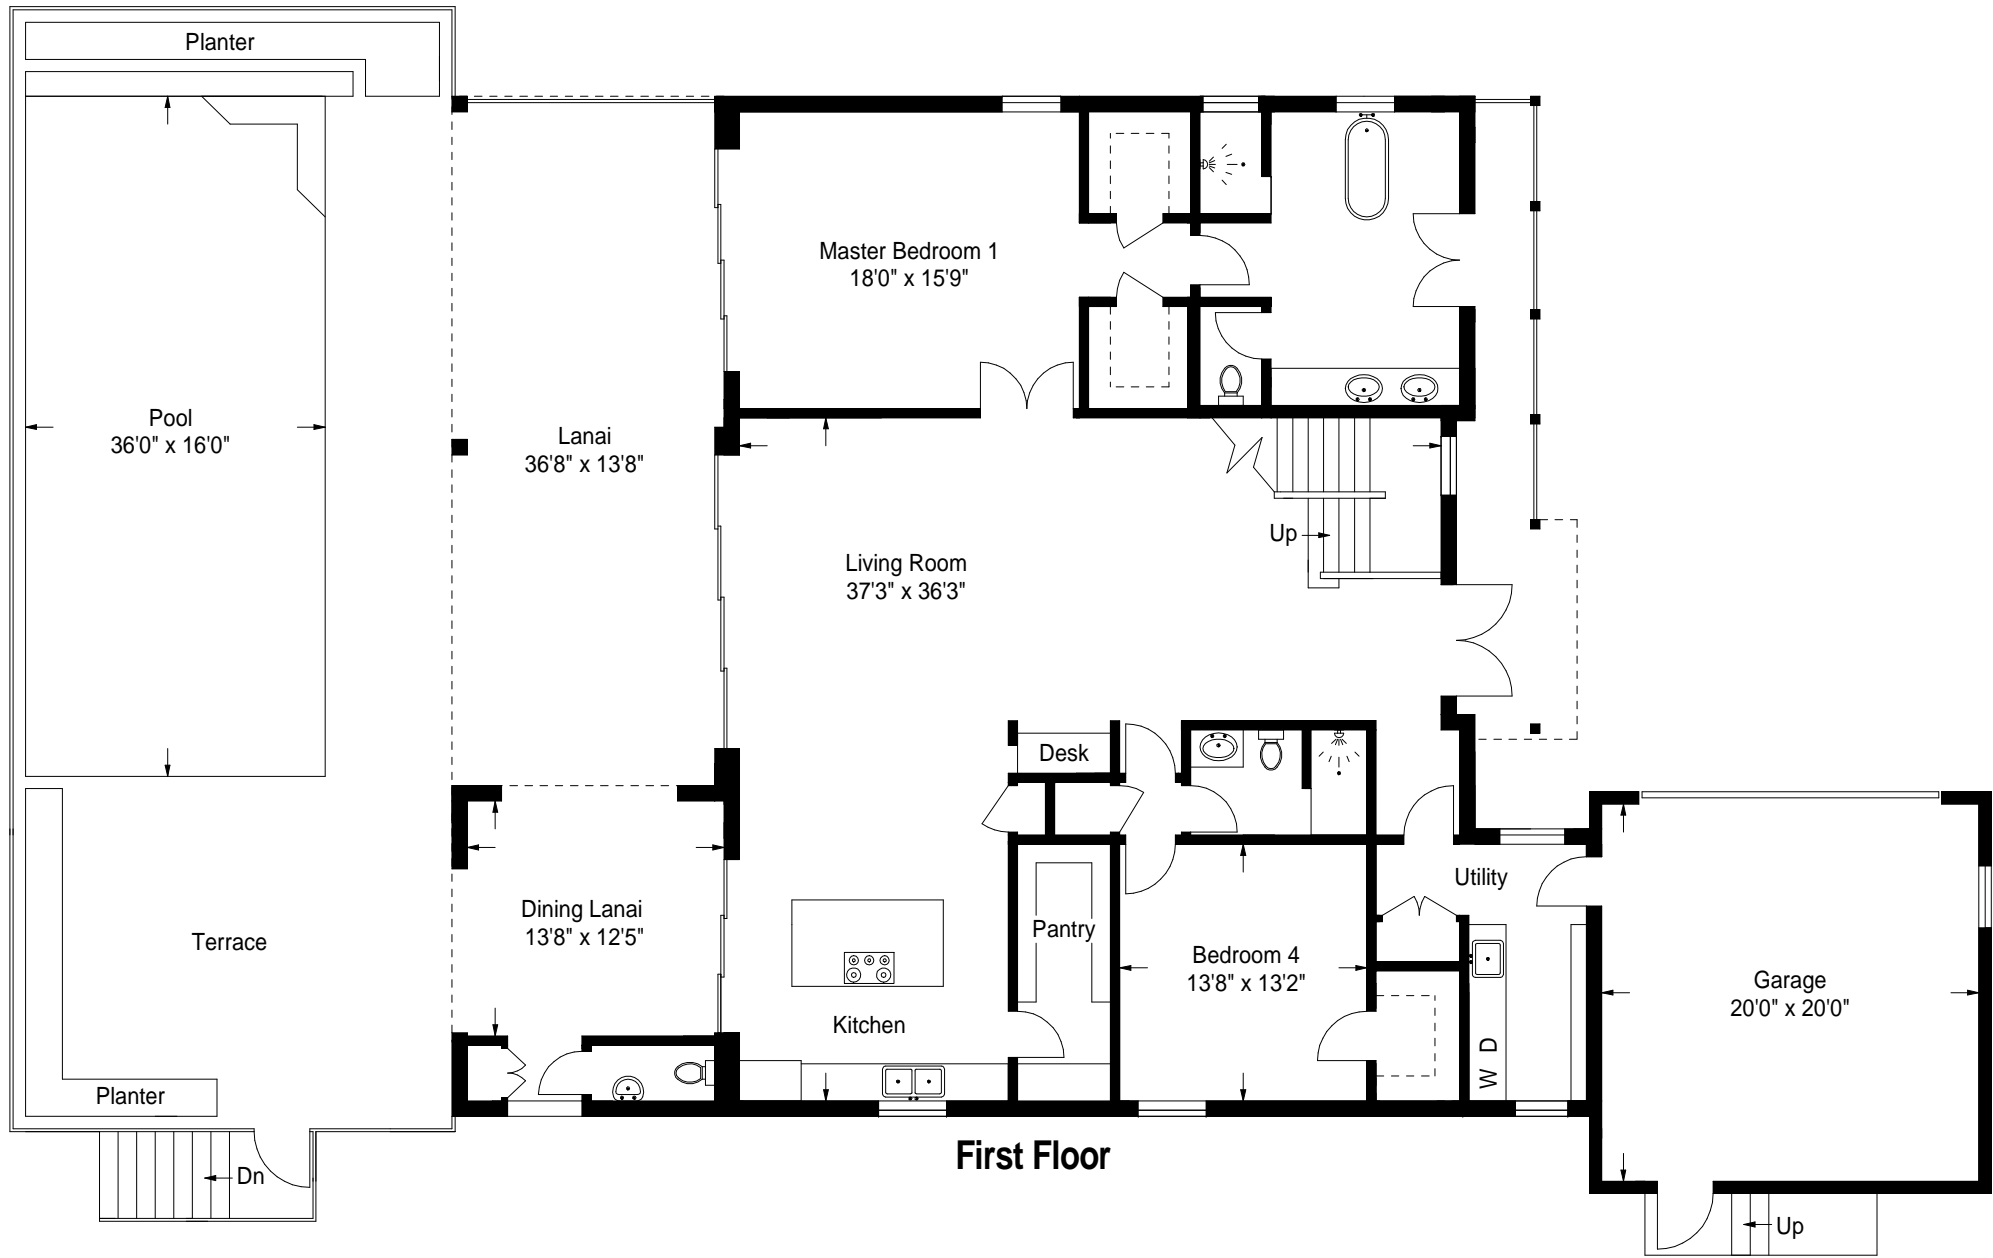 Planter
Master Bedroom 1
18'0" x 15'9"
Pool
36'0" x 16'0"
Lanai
36'8" x 13'8"
Up
Living Room
37'3" x 36'3"
Desk
Utility
Dining Lanai
13'8" x 12'5"
Pantry
Terrace
Bedroom 4
13'8" x 13'2"
Garage
20'0" x 20'0"
Kitchen
W D
Planter
First Floor
Dn
Up